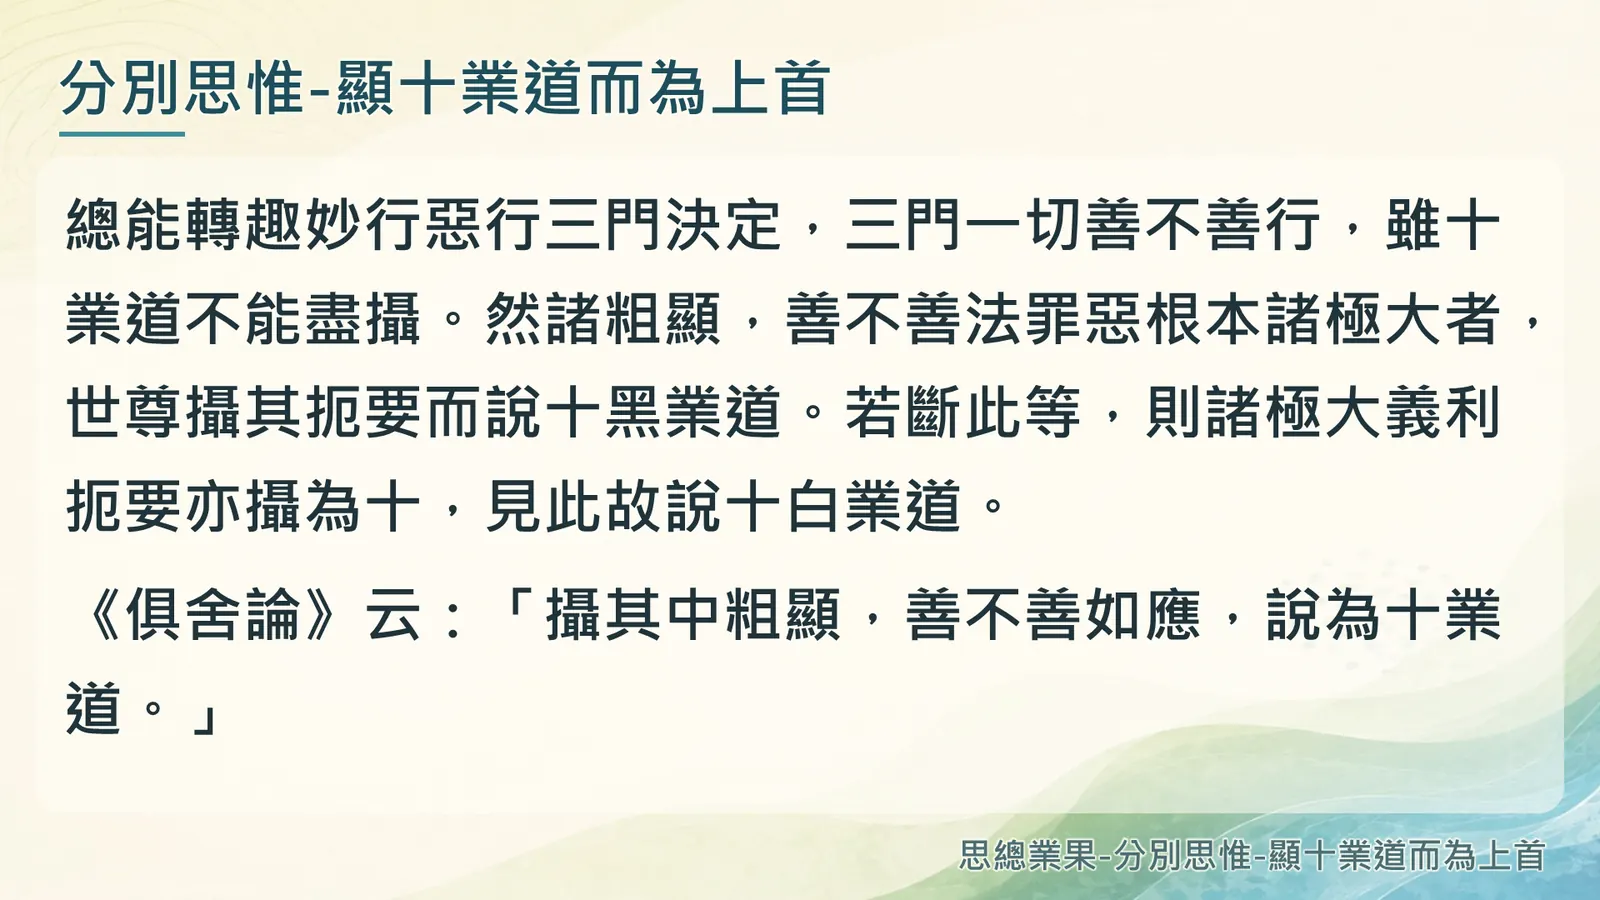 分別思惟-顯十業道而為上首
總能轉趣妙行惡行三門決定，三門一切善不善行，雖十
業道不能盡攝。然諸粗顯，善不善法罪惡根本諸極大者，
世尊攝其扼要而說十黑業道。若斷此等，則諸極大義利
扼要亦攝為十，見此故說十白業道。
《俱舍論》云：「攝其中粗顯，善不善如應，說為十業
道。」
思總業果-分別思惟-顯十業道而為上首